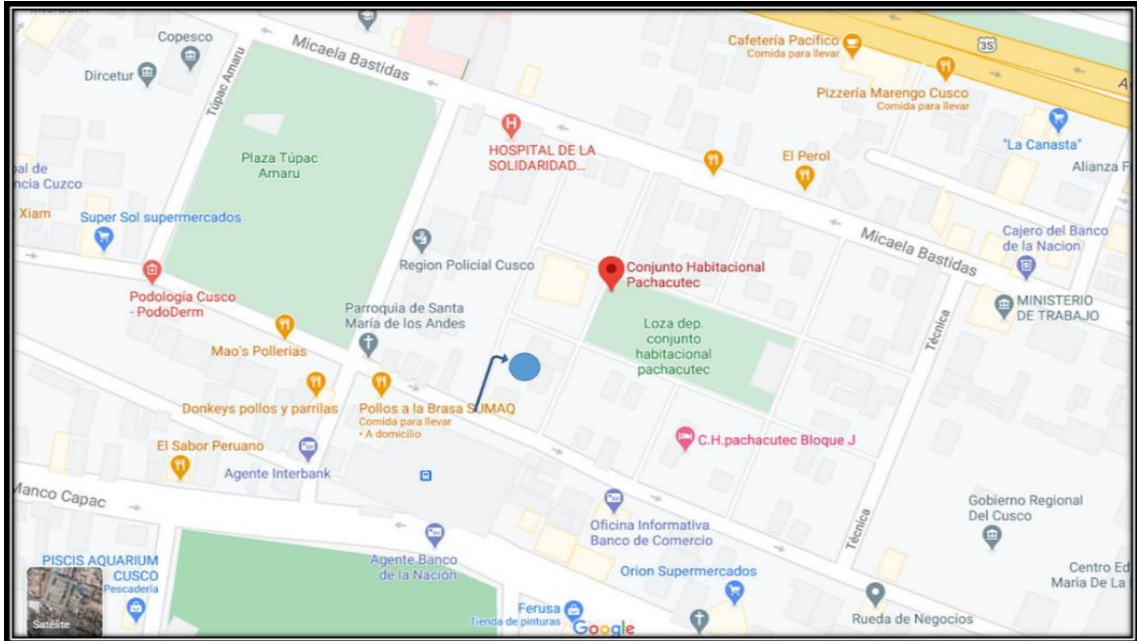 Copesco
Dircetur
Túpac Amaru
Micaela Bastidas
Cafetería Pacífico
Comida para llevar
35
Pizzería Marengo Cusco
Comida para llevar
"La Canasta"
HOSPITAL DE LA
SOLIDARIDAD...
El Perol
Alianza F
Plaza Túpac
Amaru
pal de
ncia Cuzco
Xiam
Super Sol supermercados
Micaela Bastidas
Cajero del Banco
de la Nacion
Region Policial Cusco
Conjunto Habitacional
Pachacutec
Podología Cusco
- PodoDerm
Parroquia de Santa
María de los Andes
MINISTERIO
DE TRABAJO
Loza dep.
conjunto
habitacional
pachacutec
Técnica
Mao's Pollerias
Donkeys pollos y parrilas
Pollos a la Brasa SUMAQ
Comida para llevar
• A domicilio
El Sabor Peruano
C.H.pachacutec Bloque J
Agente Interbank
Manco Capac
Gobierno Regional
Del Cusco
Oficina Informativa
Banco de Comercio
Técnica
Agente Banco
de la Nación
PISCIS AQUARIUM
CUSCO
Pescadería
Orion Supermercados
Centro Ed
Maria De La
Satélite
Ferusa
Tienda de pinturas
Google
Rueda de Negocios